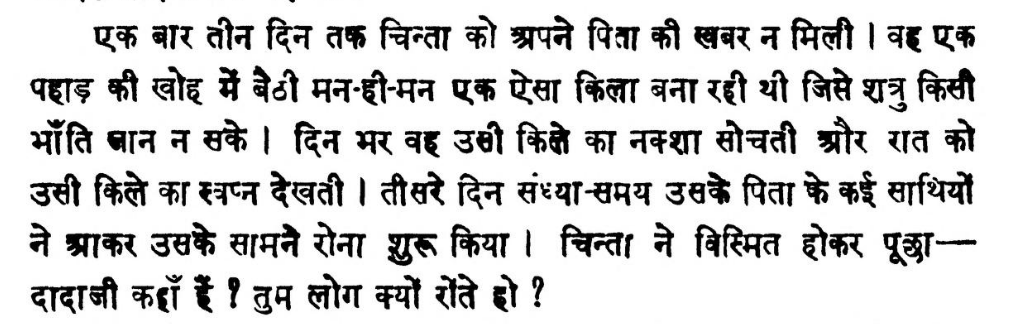 एक बार तीन दिन तक चिन्ता को अपने पिता की खबर न मिली । वह एक
पहाड़ की खोह में बैठी मन-ही-मन एक ऐसा किला बना रही थी जिसे शत्रु किसी
भाँति जान न सके । दिन भर वह उसी किले का नक्शा सोचती और रात को
उसी किले का स्वप्न देखती । तीसरे दिन संध्या-समय उसके पिता के कई साथियों
ने आकर उसके सामने रोना शुरू किया । चिन्ता ने विस्मित होकर पूछा—
दादाजी कहाँ हैं ? तुम लोग क्यों रोते हो ?